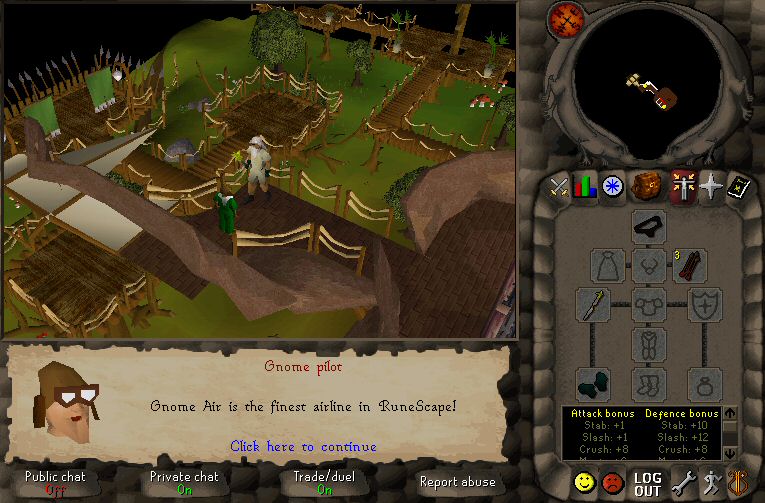 Gnome pilot
Gnome Air is the finest airline in RuneScape!
Click here to continue
3
Attack bonus
Defence bonus
Stab: +1
Stab: +10
Slash: +1
Slash: +12
Crush: +8
Crush: +8
Public chat
Off
Private chat
On
Trade/duel
On
Report abuse
LOG
OUT